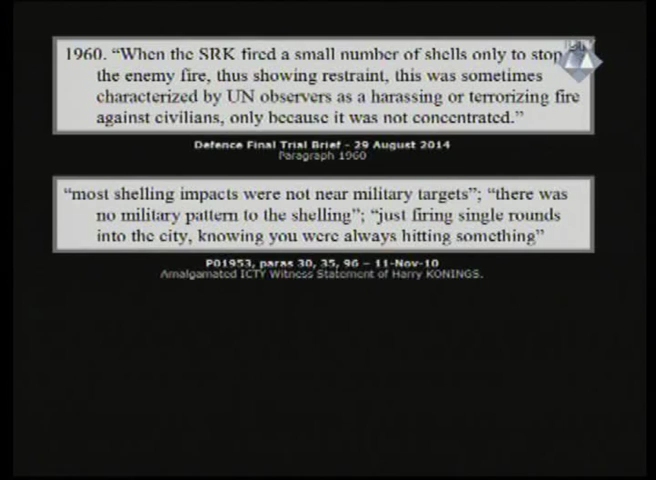 1960. “When the SRK fired a small number of shells only to stop
the enemy fire, thus showing restraint, this was sometimes
characterized by UN observers as a harassing or terrorizing fire
against civilians, only because it was not concentrated.”
Defence Final Trial Brief - 29 August 2014
Paragraph 1960
“most shelling impacts were not near military targets”; “there was
no military pattern to the shelling”; “just firing single rounds
into the city, knowing you were always hitting something”
P01953, paras 30, 35, 96 – 11-Nov-10
Amalgamated ICTY Witness Statement of Harry KONINGS.